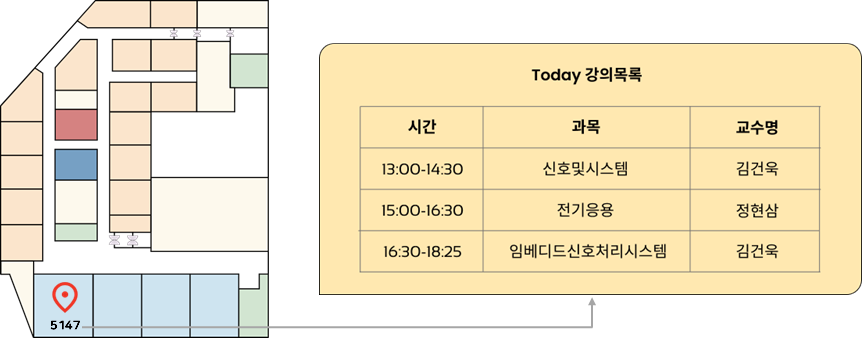 Today 강의목록
시간 과목 교수명
13:00-14:30 신호및시스템 김건욱
15:00-16:30 전기응용 정현삼
16:30-18:25 임베디드신호처리시스템 김건욱
5147